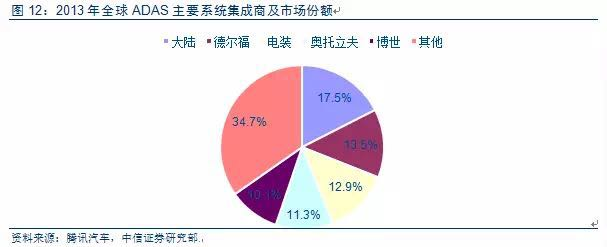 图 12：2013 年全球 ADAS 主要系统集成商及市场份额
大陆 德尔福 电装 奥托立夫 博世 其他
17.5%
34.7%
13.5%
12.9%
10.1%
11.3%
资料来源：腾讯汽车，中信证券研究部.